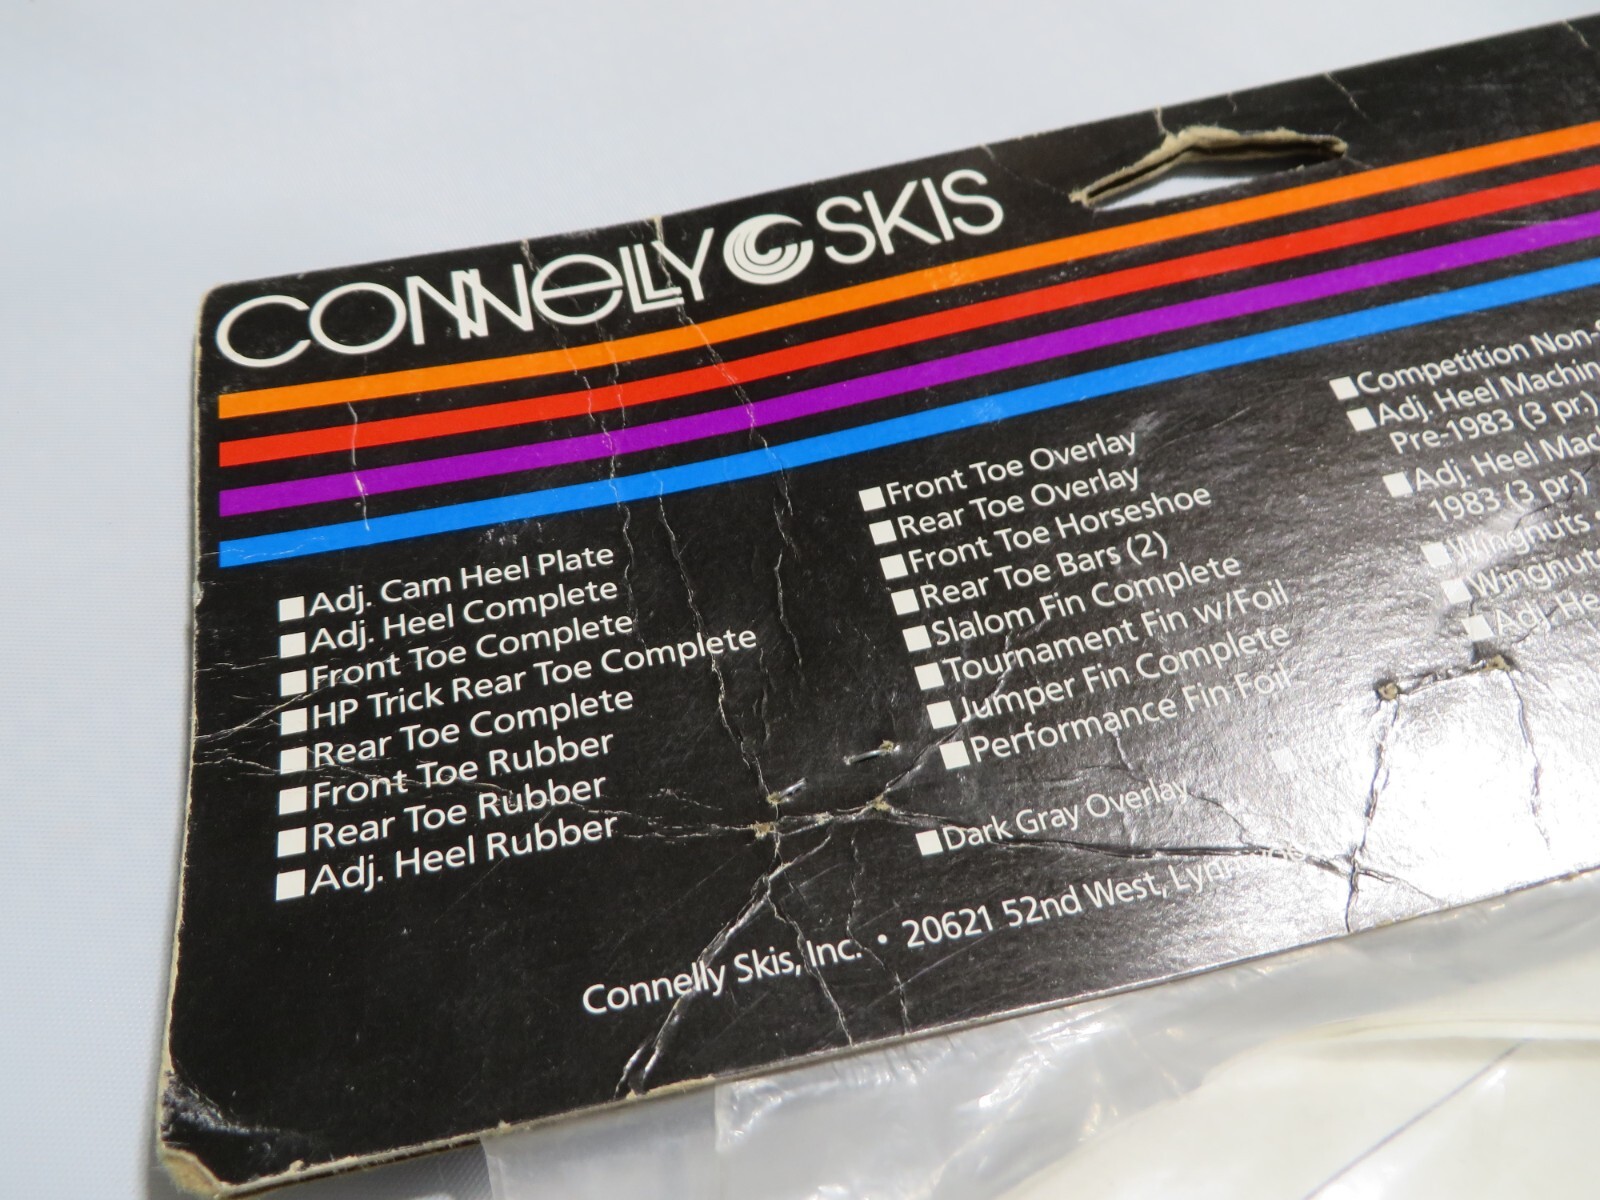 CONNELLY SKIS
Adj. Cam Heel Plate
Adj. Heel Complete
Front Toe Complete
HP Trick Rear Toe Complete
Rear Toe Complete
Front Toe Rubber
Rear Toe Rubber
Adj. Heel Rubber
Front Toe Overlay
Rear Toe Overlay
Front Toe Horseshoe
Rear Toe Bars (2)
Slalom Fin Complete
Tournament Fin w/Foil
Jumper Fin Complete
Performance Fin Foil
Dark Gray Overlay
Competition Non-
Adj. Heel Machin
Pre-1983 (3 pr.)
Adj. Heel Mac
1983 (3 pr.)
Wingnuts
Wingnuts
Adj. He
Connelly Skis, Inc. • 20621 52nd West,